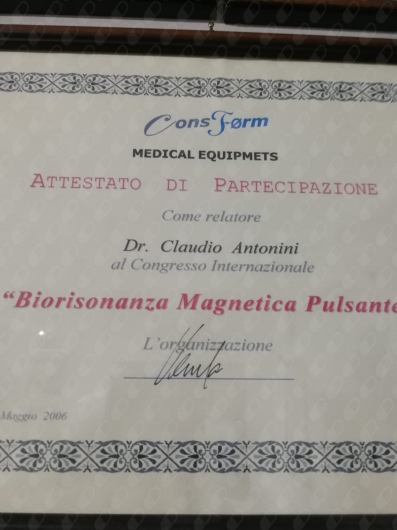 ConsForm
MEDICAL EQUIPMETS
ATTESTATO DI PARTECIPAZIONE
Come relatore
Dr. Claudio Antonini
al Congresso Internazionale
“Biorisonanza Magnetica Pulsante
L'organizzazione
Maggio 2006